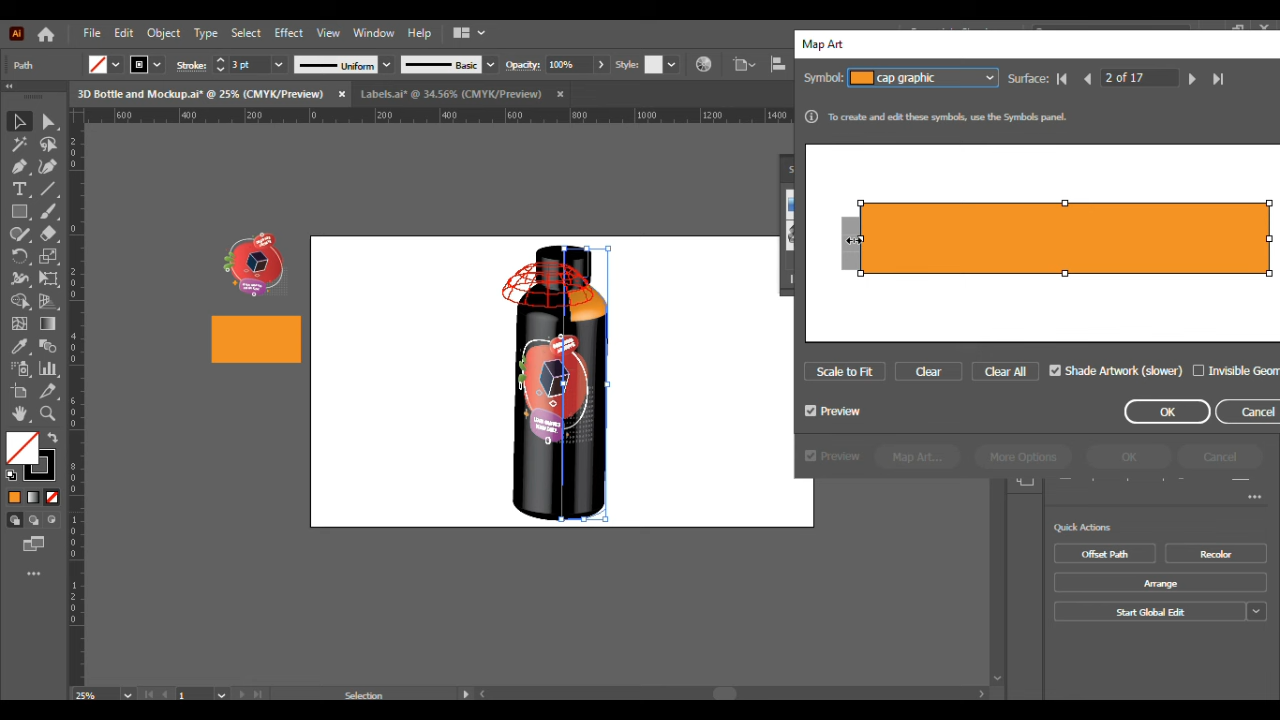 Ai File Edit Object Type Select Effect View Window Help
Map Art
Path Stroke: 3 pt Uniform Basic Opacity: 100% Style:
Symbol: cap graphic Surface: 2 of 17
3D Bottle and Mockup.ai* @ 25% (CMYK/Preview) × Labels.ai* @ 34.56% (CMYK/Preview) ×
To create and edit these symbols, use the Symbols panel.
600 400 200 0 200 400 600 800 1000 1200 1400
Scale to Fit Clear Clear All Shade Artwork (slower) Invisible Geom
Preview OK Cancel
Preview Map Art... More Options OK Cancel
Quick Actions
Offset Path Recolor
Arrange
Start Global Edit
25% 1 Selection